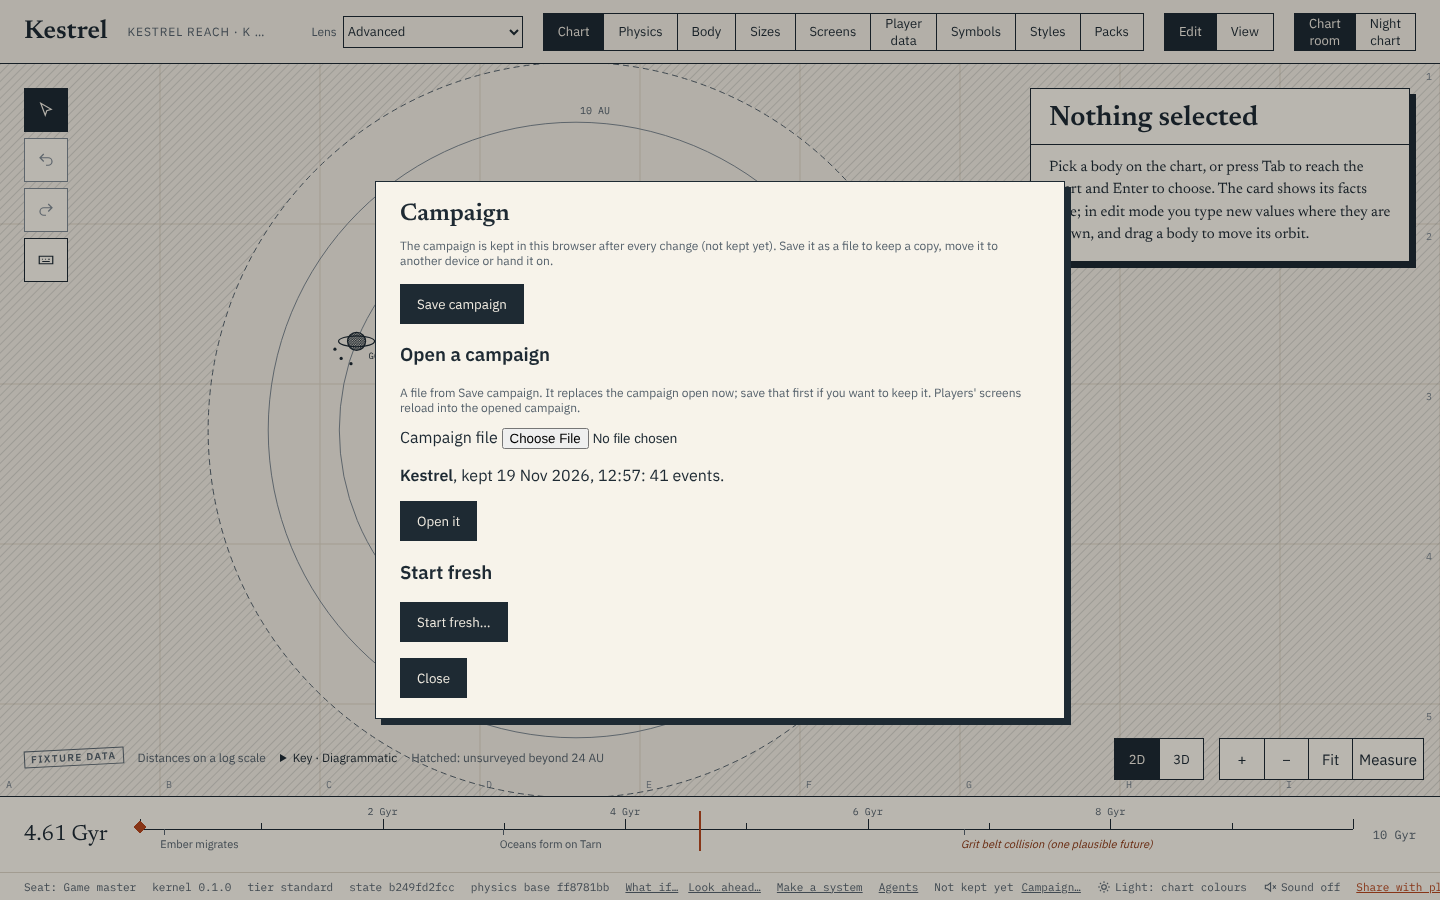 Kestrel
KESTREL REACH · K …
Lens
Advanced
Chart
Physics
Body
Sizes
Screens
Player
data
Symbols
Styles
Packs
Edit
View
Chart
room
Night
chart
1
10 AU
Nothing selected
Pick a body on the chart, or press Tab to reach the
rt and Enter to choose. The card shows its facts
e; in edit mode you type new values where they are
wn, and drag a body to move its orbit.
Campaign
The campaign is kept in this browser after every change (not kept yet). Save it as a file to keep a copy, move it to
another device or hand it on.
Save campaign
Open a campaign
A file from Save campaign. It replaces the campaign open now; save that first if you want to keep it. Players' screens
reload into the opened campaign.
Campaign file Choose File No file chosen
Kestrel, kept 19 Nov 2026, 12:57: 41 events.
Open it
Start fresh
Start fresh…
Close
2
3
4
5
FIXTURE DATA
Distances on a log scale
Key · Diagrammatic
Hatched: unsurveyed beyond 24 AU
2D
3D
+
−
Fit
Measure
A
B
C
D
E
F
G
H
I
4.61 Gyr
2 Gyr
4 Gyr
6 Gyr
8 Gyr
10 Gyr
Ember migrates
Oceans form on Tarn
Grit belt collision (one plausible future)
Seat: Game master
kernel 0.1.0
tier standard
state b249fd2fcc
physics base ff8781bb
What if…
Look ahead…
Make a system
Agents
Not kept yet
Campaign…
Light: chart colours
Sound off
Share with pl